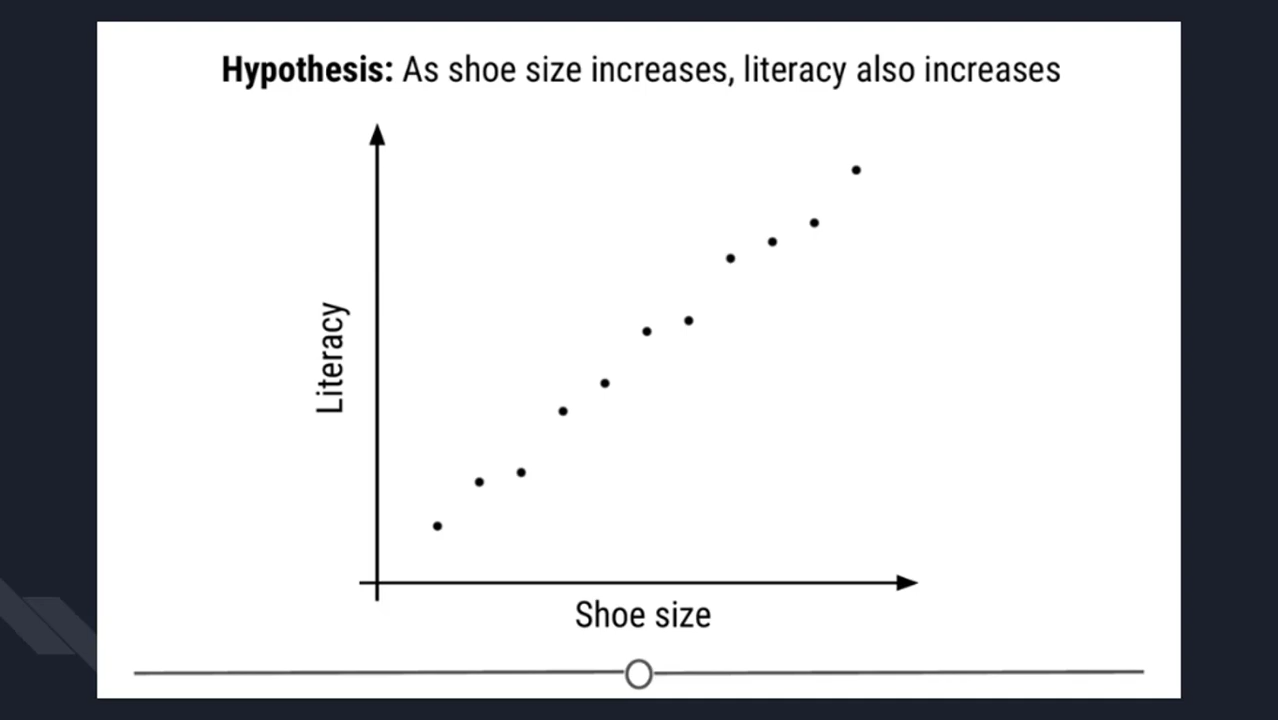 Hypothesis: As shoe size increases, literacy also increases
Literacy
Shoe size